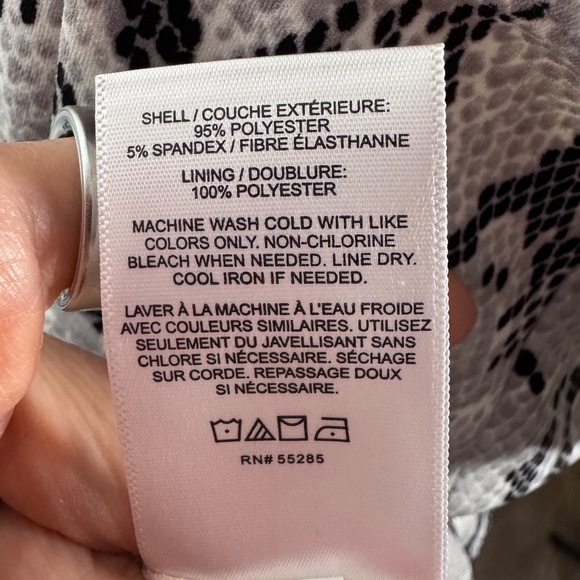 SHELL / COUCHE EXTÉRIEURE:
95% POLYESTER
5% SPANDEX / FIBRE ÉLASTHANNE
LINING / DOUBLURE:
100% POLYESTER
MACHINE WASH COLD WITH LIKE
COLORS ONLY. NON-CHLORINE
BLEACH WHEN NEEDED. LINE DRY.
COOL IRON IF NEEDED.
LAVER À LA MACHINE À L'EAU FROIDE
AVEC COULEURS SIMILAIRES. UTILISEZ
SEULEMENT DU JAVELLISANT SANS
CHLORE SI NÉCESSAIRE. SÉCHAGE
SUR CORDE. REPASSAGE DOUX
SI NÉCESSAIRE.
RN# 55285